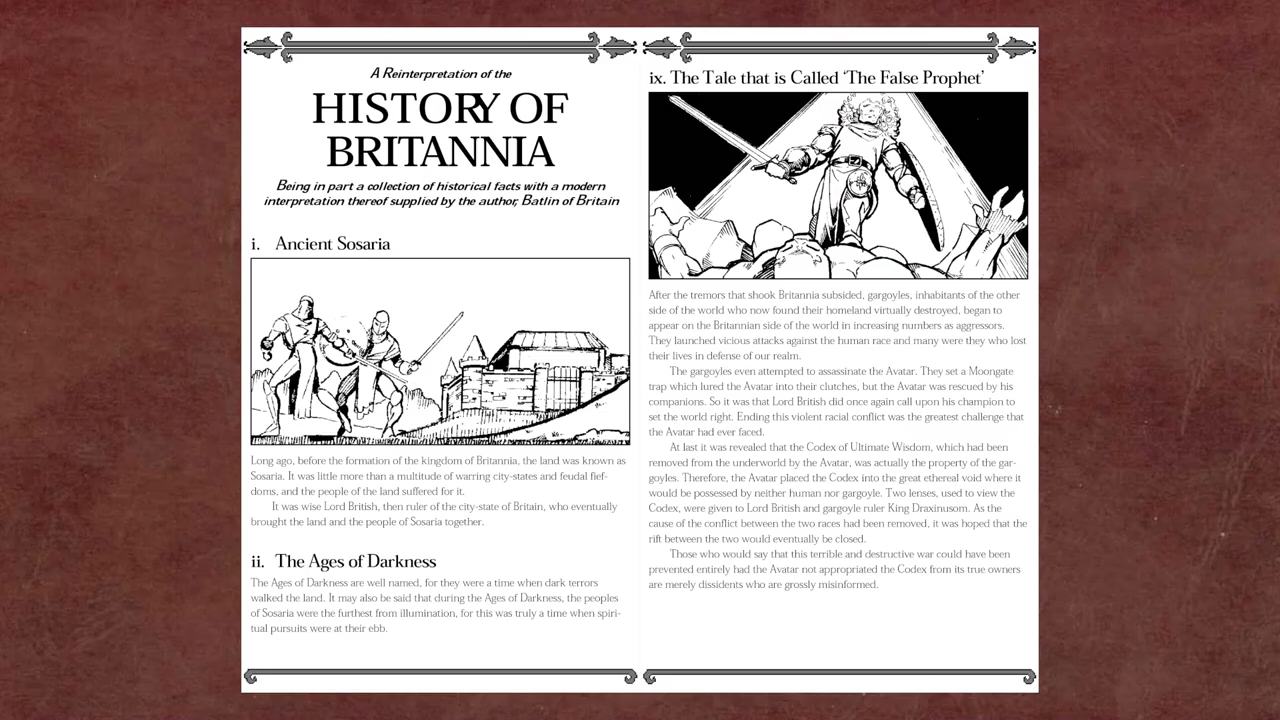 A Reinterpretation of the
HISTORY OF
BRITANNIA
Being in part a collection of historical facts with a modern
interpretation thereof supplied by the author, Batlin of Britain
i. Ancient Sosaria
Long ago, before the formation of the kingdom of Britannia, the land was known as
Sosaria. It was little more than a multitude of warring city-states and feudal fief-
doms, and the people of the land suffered for it.
It was wise Lord British, then ruler of the city-state of Britain, who eventually
brought the land and the people of Sosaria together.
ii. The Ages of Darkness
The Ages of Darkness are well named, for they were a time when dark terrors
walked the land. It may also be said that during the Ages of Darkness, the peoples
of Sosaria were the furthest from illumination, for this was truly a time when spiri-
tual pursuits were at their ebb.
ix. The Tale that is Called ‘The False Prophet’
After the tremors that shook Britannia subsided, gargoyles, inhabitants of the other
side of the world who now found their homeland virtually destroyed, began to
appear on the Britannian side of the world in increasing numbers as aggressors.
They launched vicious attacks against the human race and many were they who lost
their lives in defense of our realm.
The gargoyles even attempted to assassinate the Avatar. They set a Moongate
trap which lured the Avatar into their clutches, but the Avatar was rescued by his
companions. So it was that Lord British did once again call upon his champion to
set the world right. Ending this violent racial conflict was the greatest challenge that
the Avatar had ever faced.
At last it was revealed that the Codex of Ultimate Wisdom, which had been
removed from the underworld by the Avatar, was actually the property of the gar-
goyles. Therefore, the Avatar placed the Codex into the great ethereal void where it
would be possessed by neither human nor gargoyle. Two lenses, used to view the
Codex, were given to Lord British and gargoyle ruler King Draxinusom. As the
cause of the conflict between the two races had been removed, it was hoped that the
rift between the two would eventually be closed.
Those who would say that this terrible and destructive war could have been
prevented entirely had the Avatar not appropriated the Codex from its true owners
are merely dissidents who are grossly misinformed.